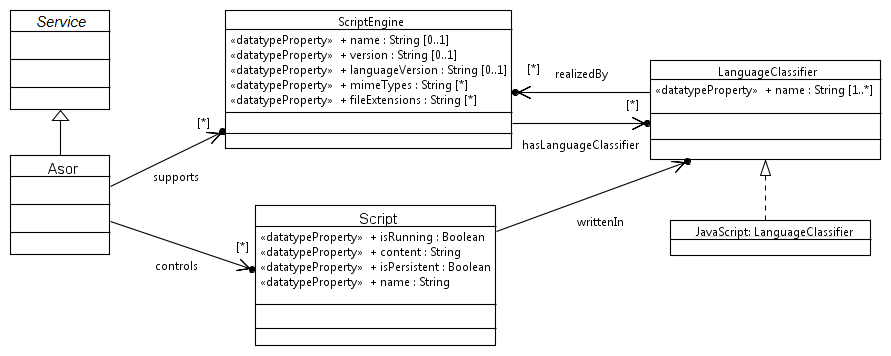 Service
ScriptEngine
«datatypeProperty» + name : String [0..1]
«datatypeProperty» + version : String [0..1]
«datatypeProperty» + languageVersion : String [0..1]
«datatypeProperty» + mimeTypes : String [*]
«datatypeProperty» + fileExtensions : String [*]
[*]
realizedBy
LanguageClassifier
«datatypeProperty» + name : String [1..*]
[*]
[*]
hasLanguageClassifier
Asor
supports
Script
«datatypeProperty» + isRunning : Boolean
«datatypeProperty» + content : String
«datatypeProperty» + isPersistent : Boolean
«datatypeProperty» + name : String
writtenIn
JavaScript: LanguageClassifier
[*]
controls